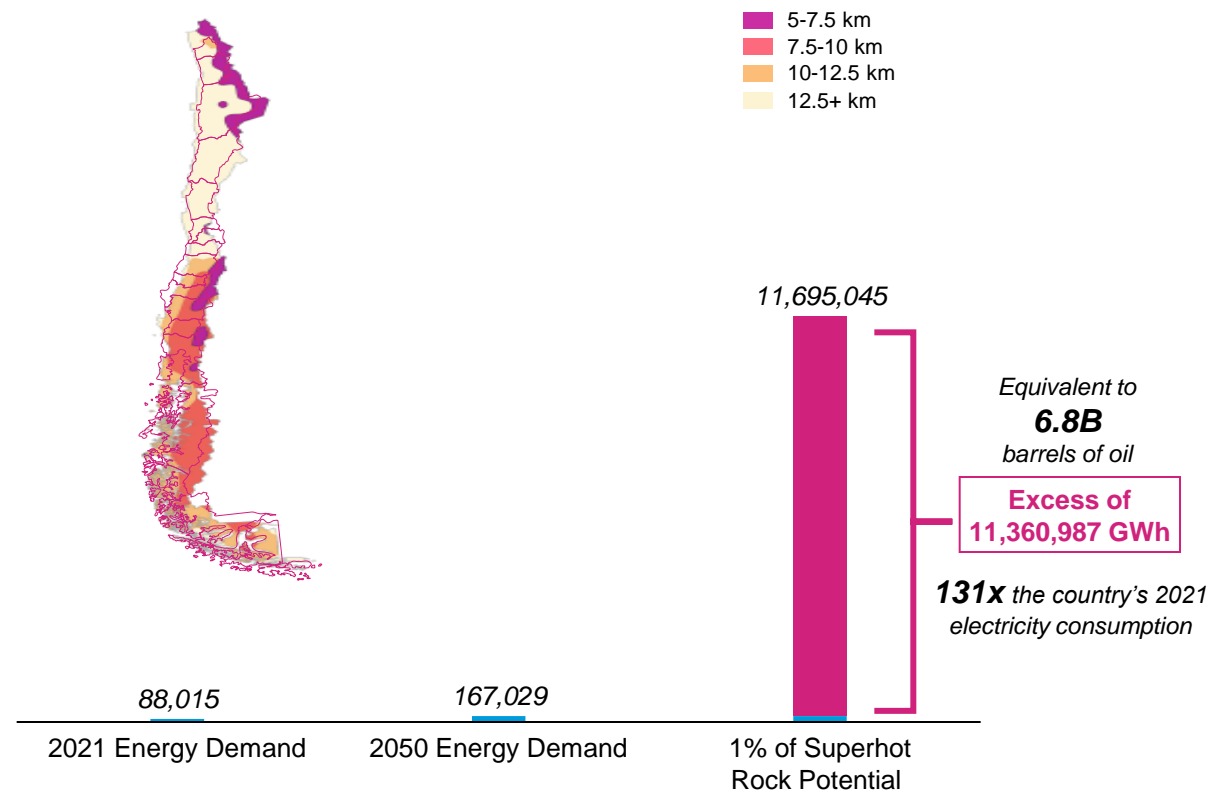 5-7.5 km
7.5-10 km
10-12.5 km
12.5+ km
11,695,045
Equivalent to
6.8B
barrels of oil
Excess of
11,360,987 GWh
131x the country’s 2021
electricity consumption
88,015
167,029
2021 Energy Demand
2050 Energy Demand
1% of Superhot
Rock Potential